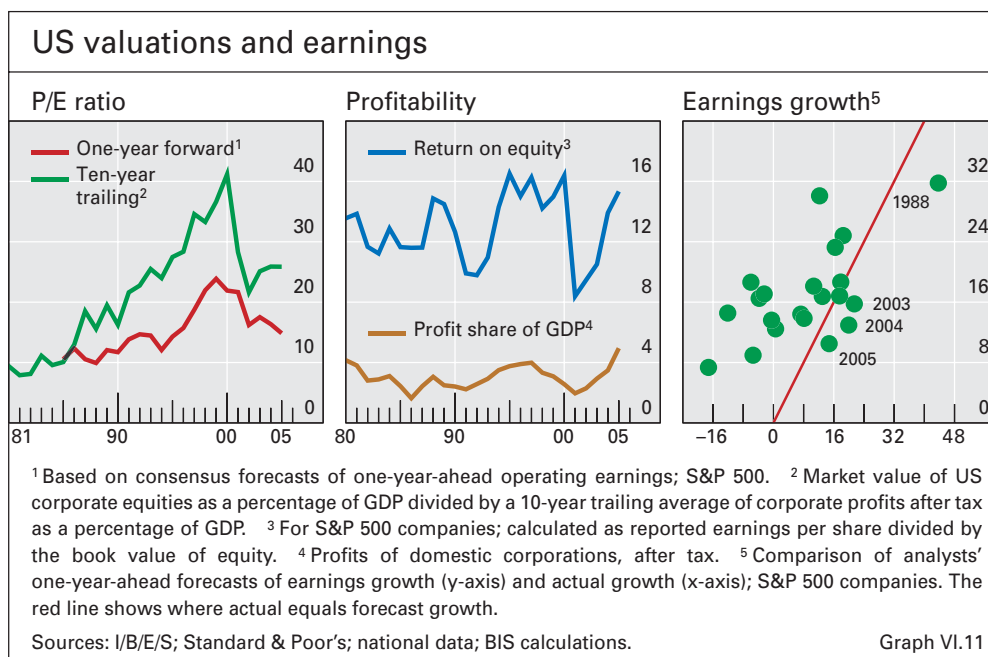 US valuations and earnings
P/E ratio
One-year forward¹
Ten-year
trailing²
40
30
20
10
0
81 90 00 05
Profitability
Return on equity³
Profit share of GDP⁴
16
12
8
4
0
80 90 00 05
Earnings growth⁵
1988
2003
2004
2005
32
24
16
8
0
–16 0 16 32 48
¹ Based on consensus forecasts of one-year-ahead operating earnings; S&P 500. ² Market value of US
corporate equities as a percentage of GDP divided by a 10-year trailing average of corporate profits after tax
as a percentage of GDP. ³ For S&P 500 companies; calculated as reported earnings per share divided by
the book value of equity. ⁴ Profits of domestic corporations, after tax. ⁵ Comparison of analysts’
one-year-ahead forecasts of earnings growth (y-axis) and actual growth (x-axis); S&P 500 companies. The
red line shows where actual equals forecast growth.
Sources: I/B/E/S; Standard & Poor’s; national data; BIS calculations. Graph VI.11